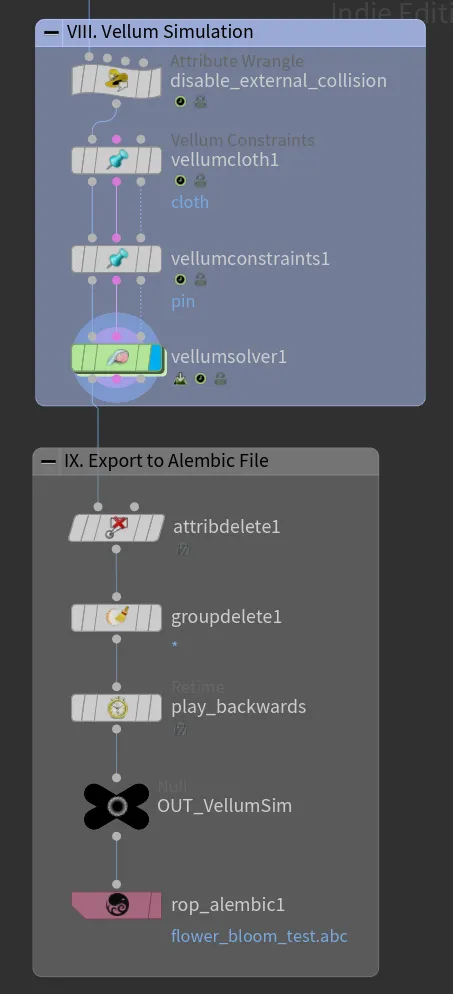 Indie Editi
VIII. Vellum Simulation
Attribute Wrangle
disable_external_collision
Vellum Constraints
vellumcloth1
cloth
vellumconstraints1
pin
vellumsolver1
IX. Export to Alembic File
attribdelete1
groupdelete1
*
Retime
play_backwards
Null
OUT_VellumSim
rop_alembic1
flower_bloom_test.abc